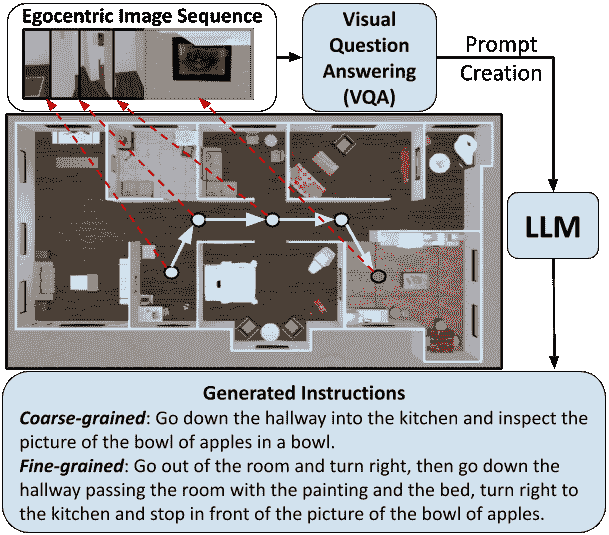 Egocentric Image Sequence
Visual
Question
Answering
(VQA)
Prompt
Creation
LLM
Generated Instructions
Coarse-grained: Go down the hallway into the kitchen and inspect the
picture of the bowl of apples in a bowl.
Fine-grained: Go out of the room and turn right, then go down the
hallway passing the room with the painting and the bed, turn right to
the kitchen and stop in front of the picture of the bowl of apples.